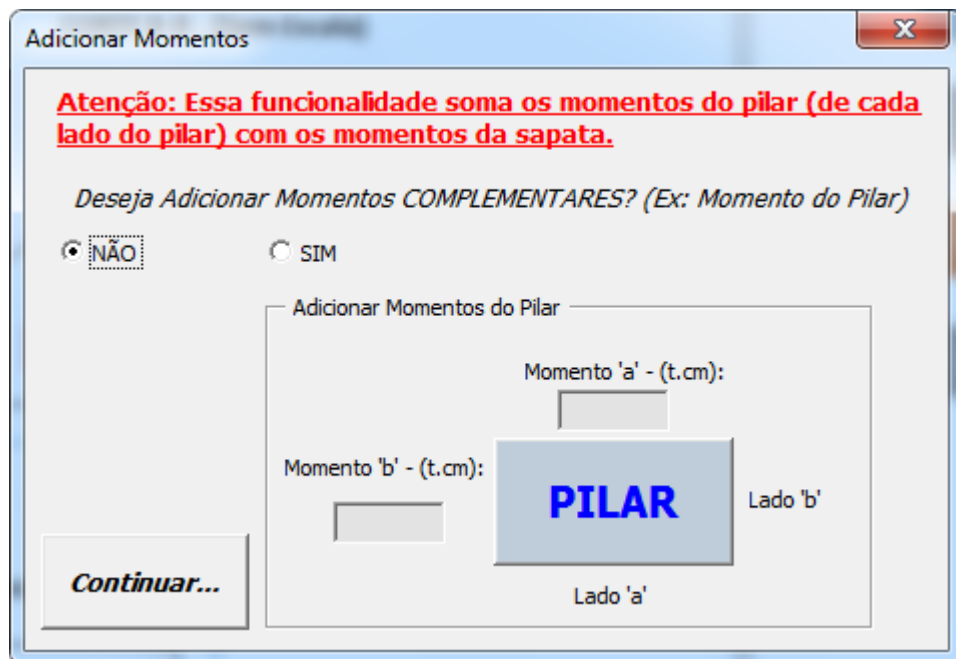 Adicionar Momentos
Atenção: Essa funcionalidade soma os momentos do pilar (de cada
lado do pilar) com os momentos da sapata.
Deseja Adicionar Momentos COMPLEMENTARES? (Ex: Momento do Pilar)
NÃO
SIM
Adicionar Momentos do Pilar
Momento 'a' - (t.cm):
Momento 'b' - (t.cm):
PILAR
Lado 'b'
Lado 'a'
Continuar...